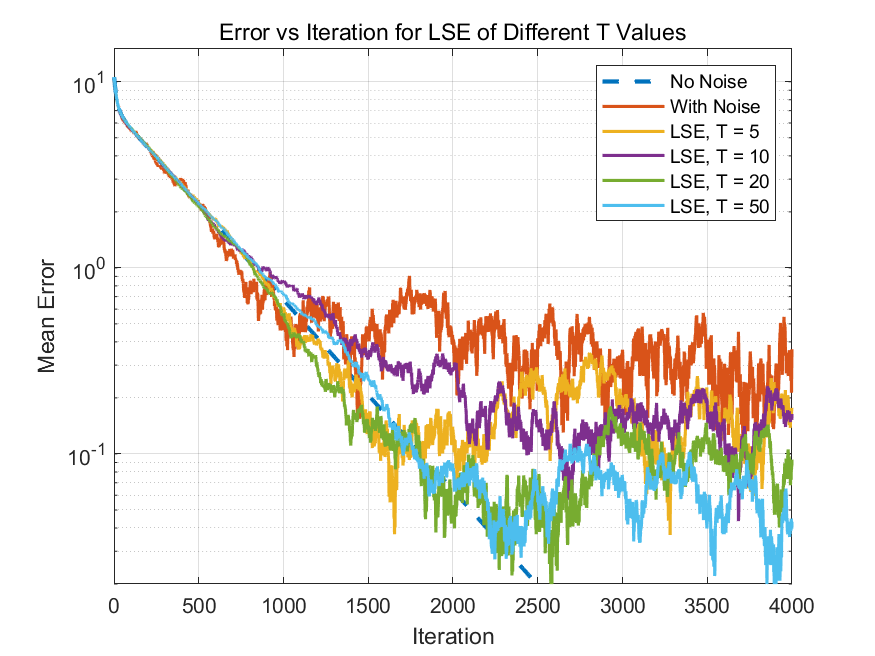 Error vs Iteration for LSE of Different T Values
10^1
10^0
10^-1
Mean Error
No Noise
With Noise
LSE, T = 5
LSE, T = 10
LSE, T = 20
LSE, T = 50
0 500 1000 1500 2000 2500 3000 3500 4000
Iteration